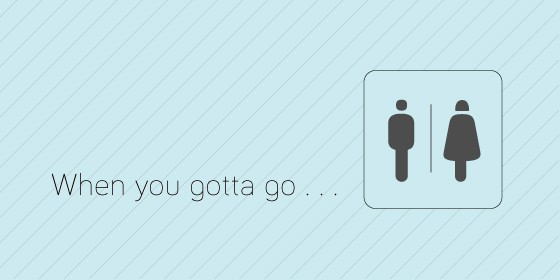 When you gotta go . . .